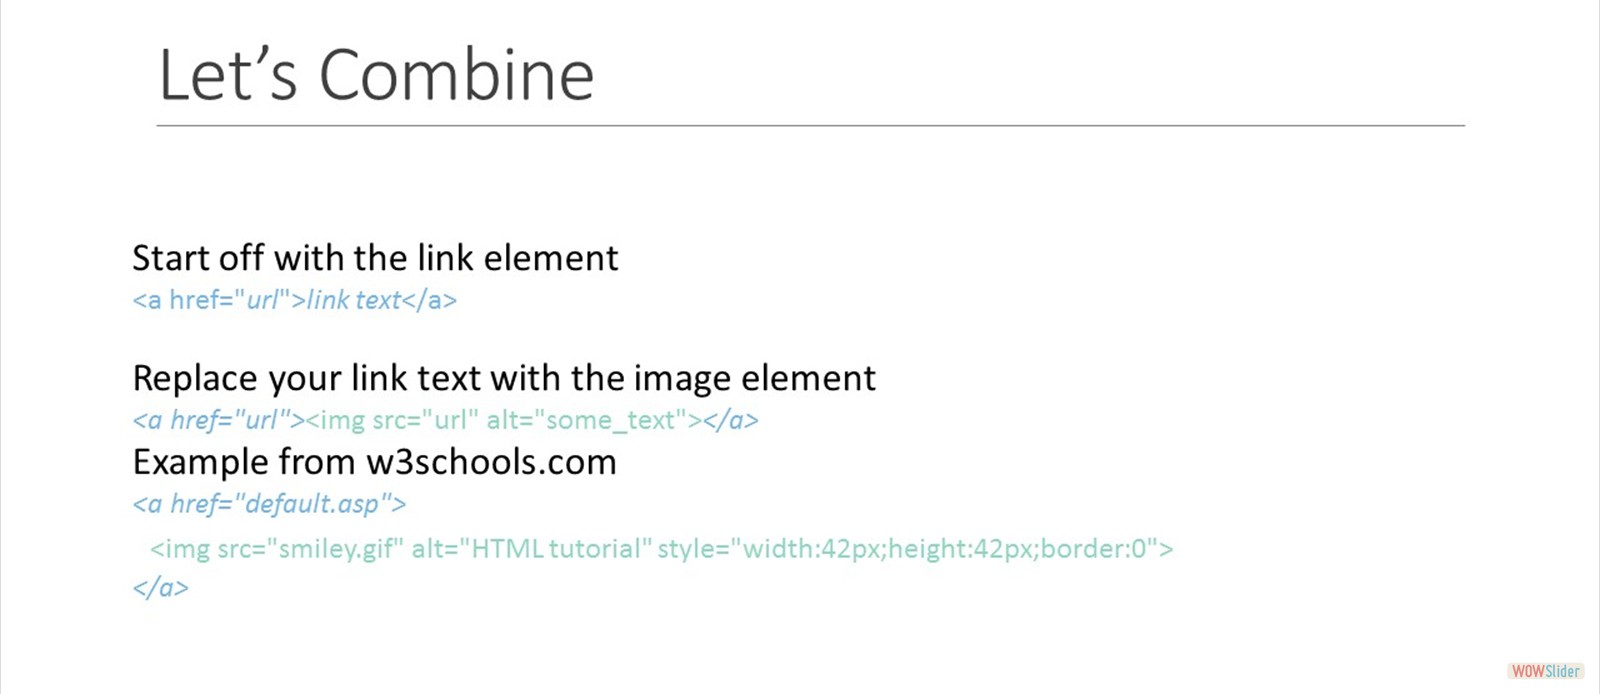 Let’s Combine
Start off with the link element
<a href="url">link text</a>
Replace your link text with the image element
<a href="url"><img src="url" alt="some_text"></a>
Example from w3schools.com
<a href="default.asp">
<img src="smiley.gif" alt="HTML tutorial" style="width:42px;height:42px;border:0">
</a>
WOWSlider